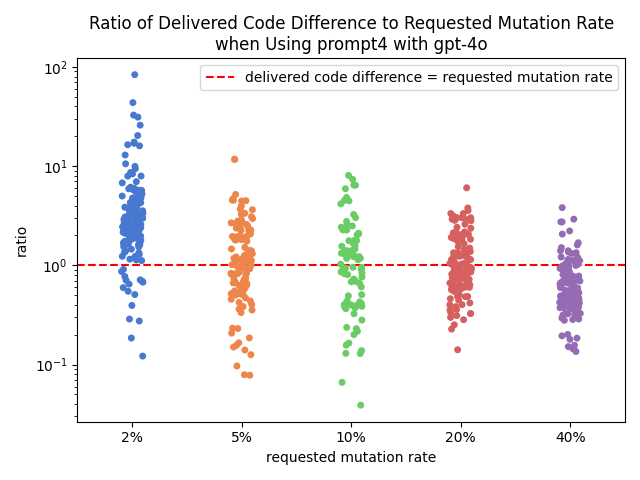 Ratio of Delivered Code Difference to Requested Mutation Rate
when Using prompt4 with gpt-4o
delivered code difference = requested mutation rate
ratio
10²
10¹
10⁰
10⁻¹
2% 5% 10% 20% 40%
requested mutation rate